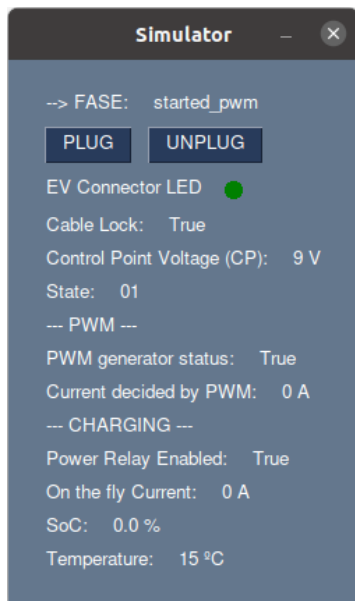 Simulator
--> FASE: started_pwm
PLUG UNPLUG
EV Connector LED
Cable Lock: True
Control Point Voltage (CP): 9 V
State: 01
--- PWM ---
PWM generator status: True
Current decided by PWM: 0 A
--- CHARGING ---
Power Relay Enabled: True
On the fly Current: 0 A
SoC: 0.0 %
Temperature: 15 ºC